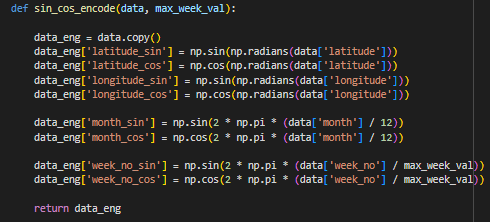 def sin_cos_encode(data, max_week_val):
data_eng = data.copy()
data_eng['latitude_sin'] = np.sin(np.radians(data['latitude']))
data_eng['latitude_cos'] = np.cos(np.radians(data['latitude']))
data_eng['longitude_sin'] = np.sin(np.radians(data['longitude']))
data_eng['longitude_cos'] = np.cos(np.radians(data['longitude']))
data_eng['month_sin'] = np.sin(2 * np.pi * (data['month'] / 12))
data_eng['month_cos'] = np.cos(2 * np.pi * (data['month'] / 12))
data_eng['week_no_sin'] = np.sin(2 * np.pi * (data['week_no'] / max_week_val))
data_eng['week_no_cos'] = np.cos(2 * np.pi * (data['week_no'] / max_week_val))
return data_eng